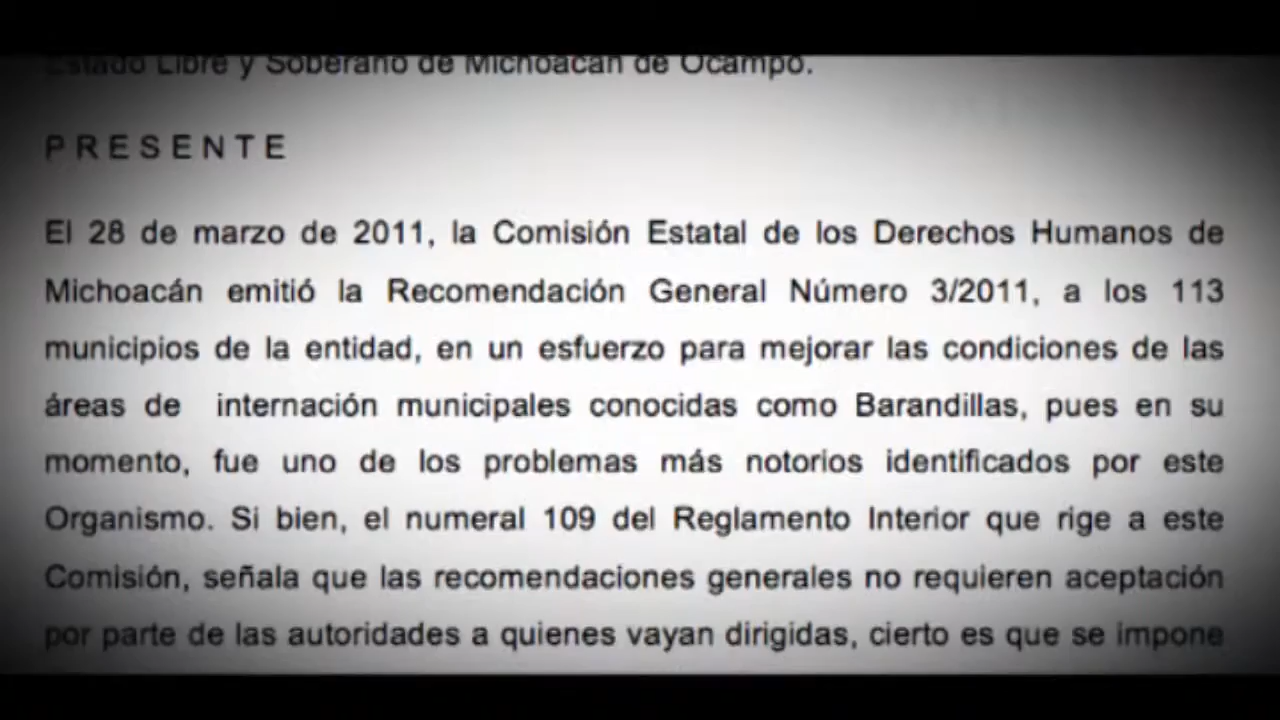 Estado Libre y Soberano de Michoacán de Ocampo.
P R E S E N T E
El 28 de marzo de 2011, la Comisión Estatal de los Derechos Humanos de
Michoacán emitió la Recomendación General Número 3/2011, a los 113
municipios de la entidad, en un esfuerzo para mejorar las condiciones de las
áreas de internación municipales conocidas como Barandillas, pues en su
momento, fue uno de los problemas más notorios identificados por este
Organismo. Si bien, el numeral 109 del Reglamento Interior que rige a este
Comisión, señala que las recomendaciones generales no requieren aceptación
por parte de las autoridades a quienes vayan dirigidas, cierto es que se impone